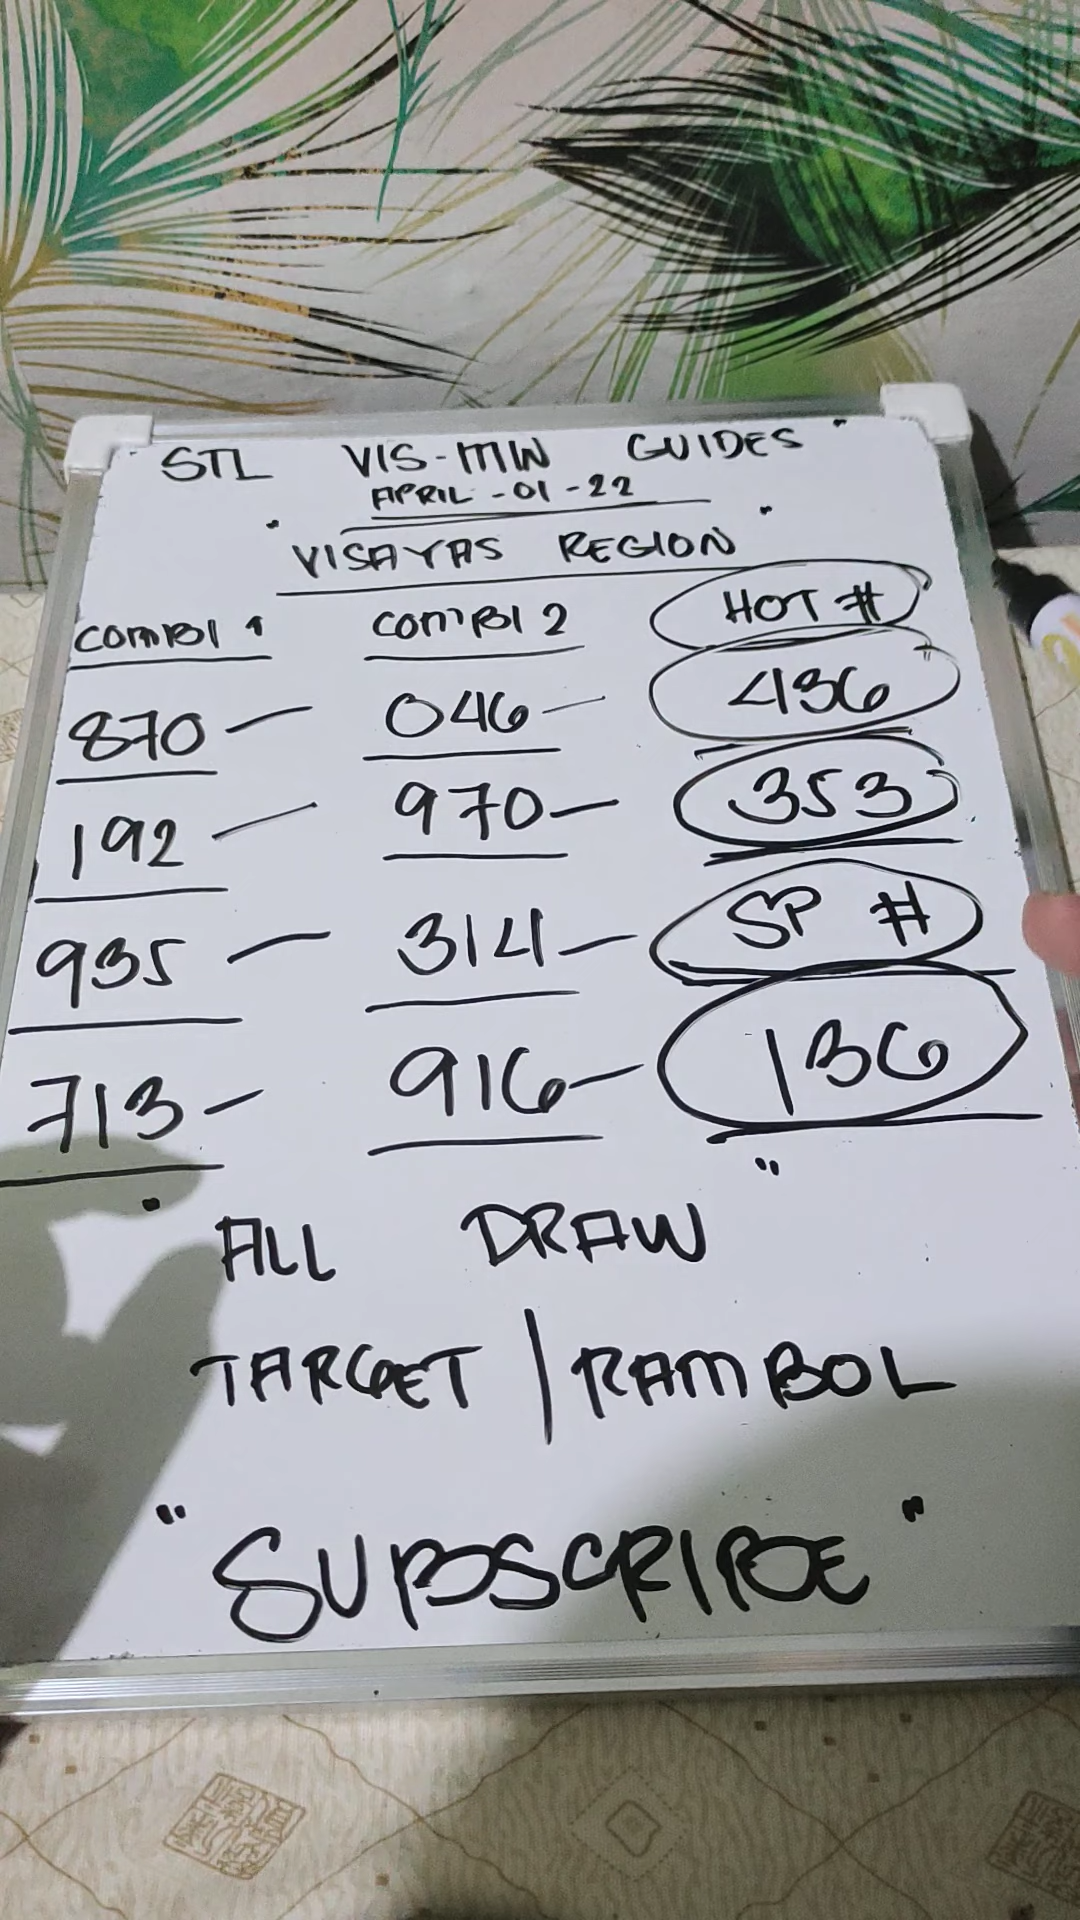 "STL VIS-MIN GUIDES"
APRIL-01-22
"VISAYAS REGION"
COMBI 1 COMBI 2 HOT #
870 - 046 - 436
192 - 970 - 353
935 - 314 - SP #
713 - 916 - 136
"ALL DRAW"
TARGET / RAMBOL
"SUBSCRIBE"